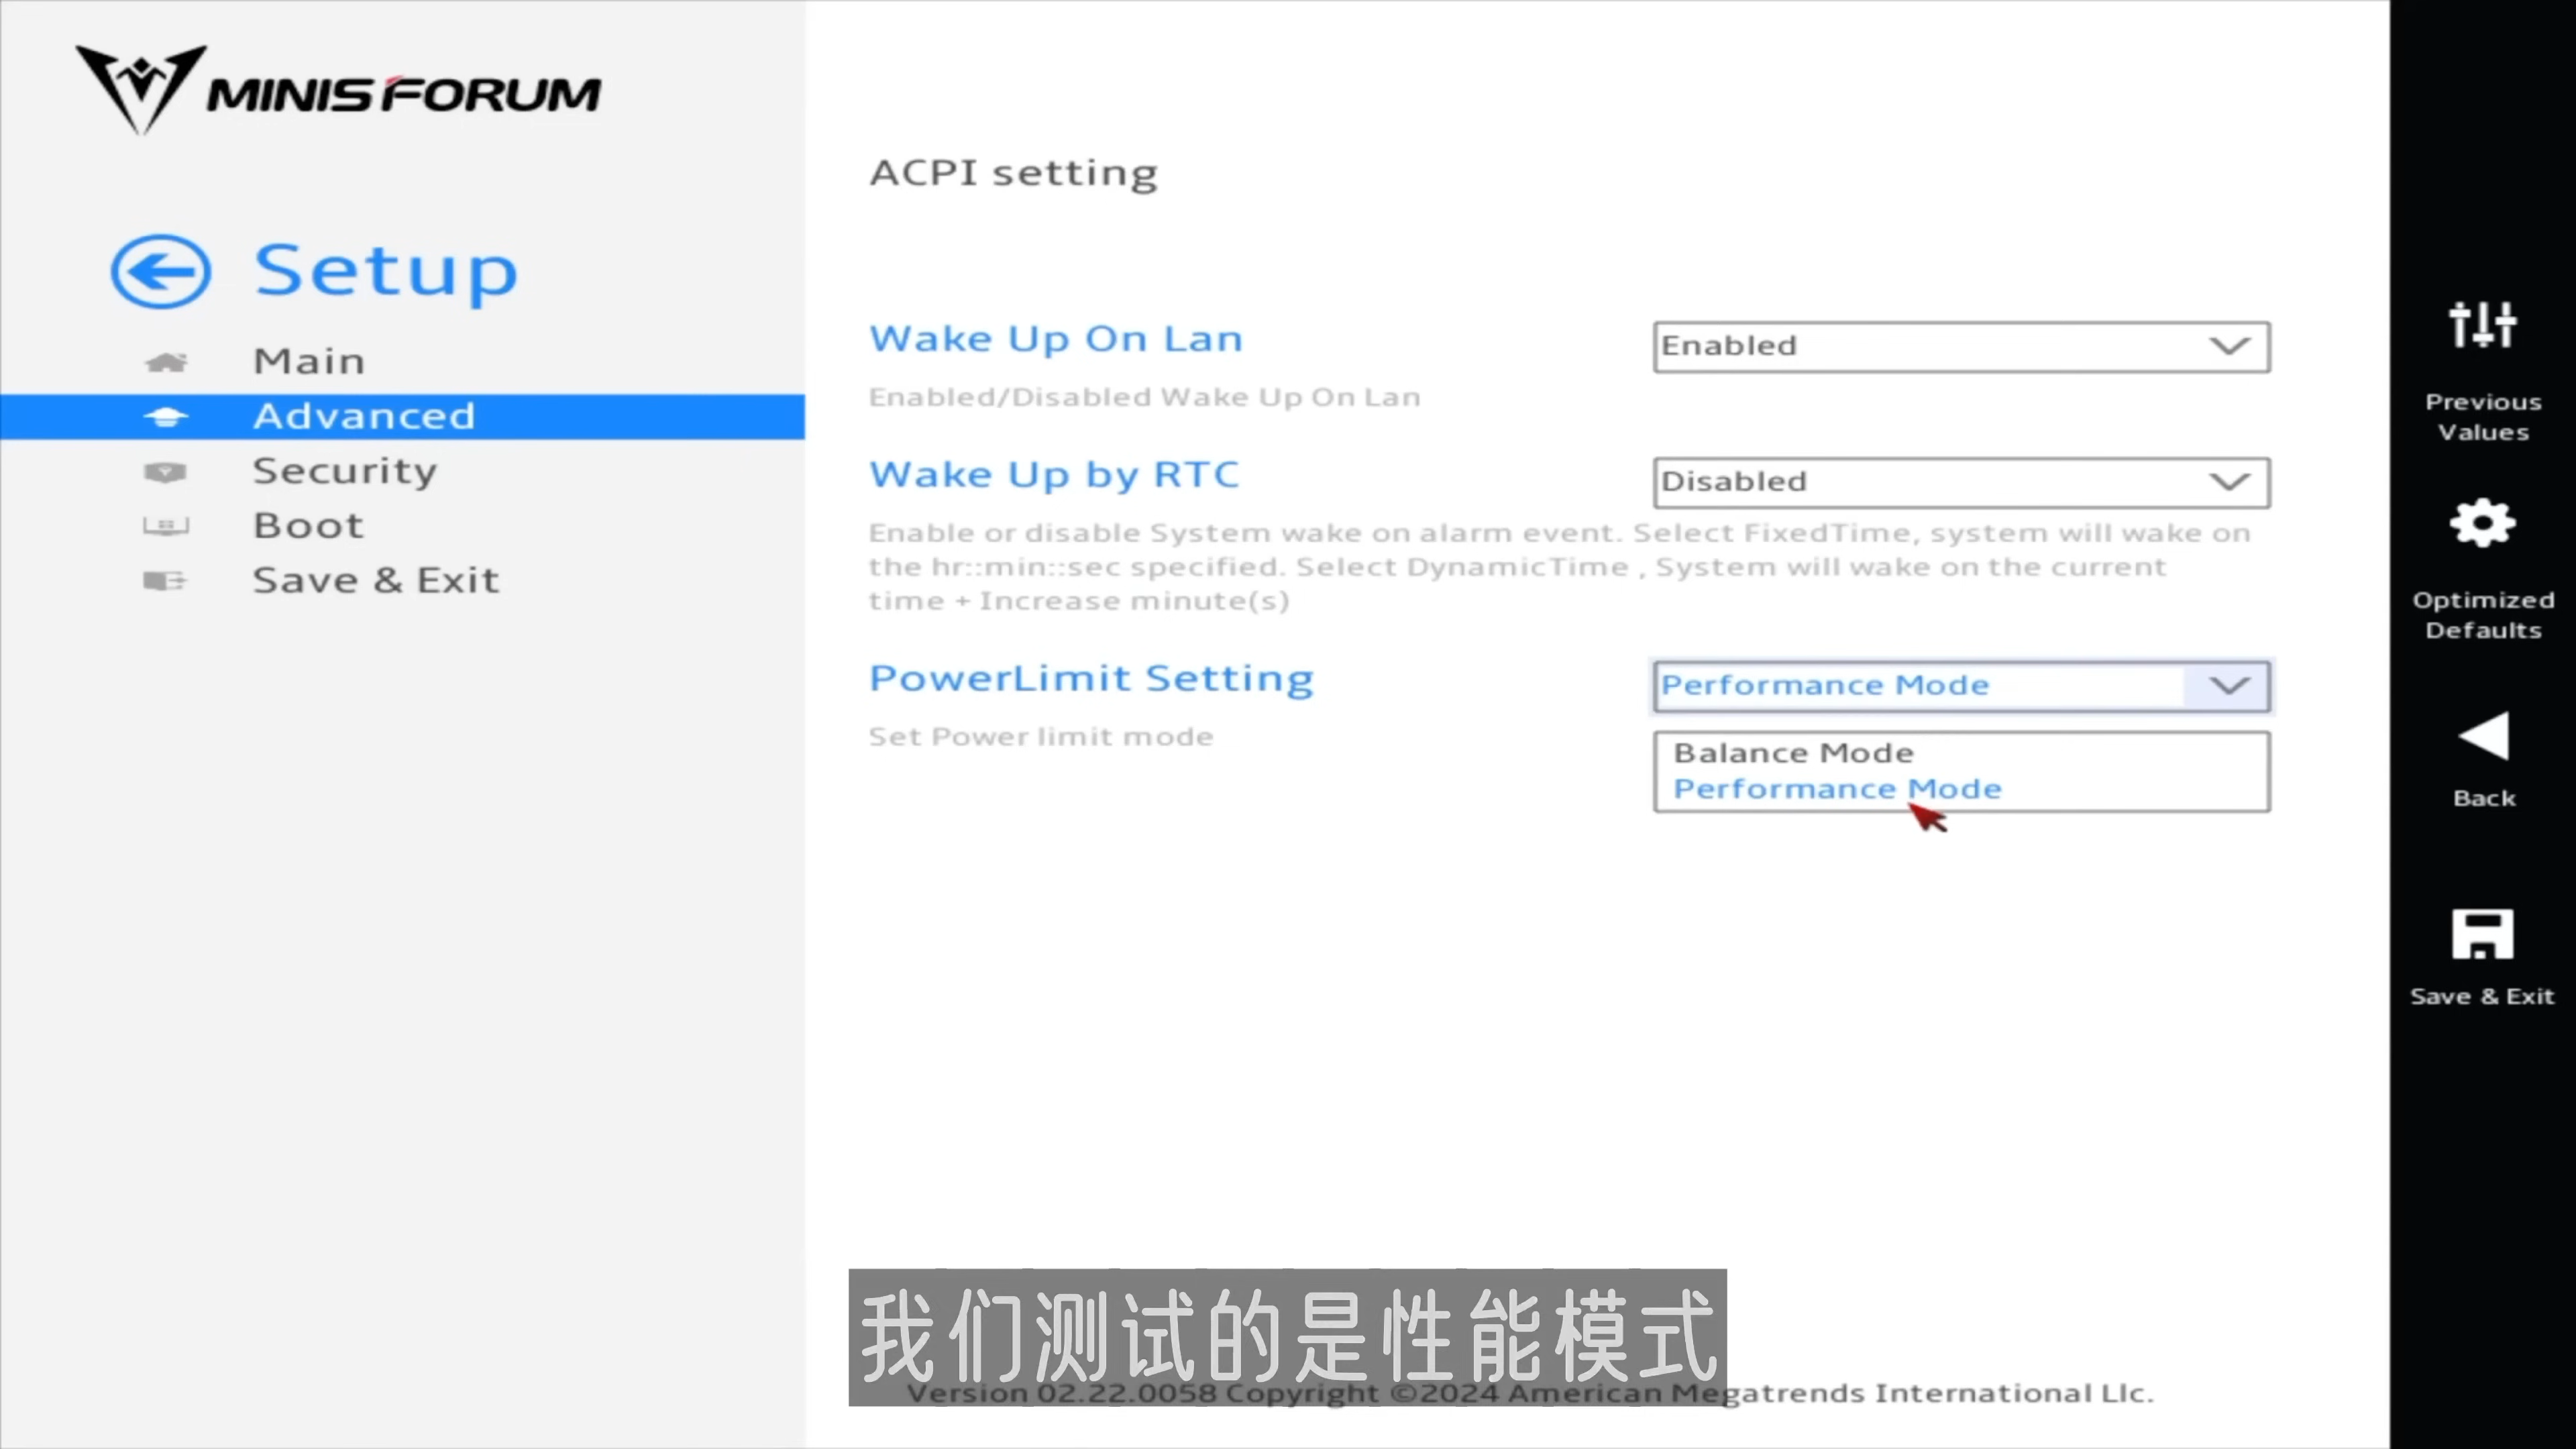 MINISFORUM
Setup
Main
Advanced
Security
Boot
Save & Exit
ACPI setting
Wake Up On Lan
Enabled
Enabled/Disabled Wake Up On Lan
Wake Up by RTC
Disabled
Enable or disable System wake on alarm event. Select FixedTime, system will wake on
the hr::min::sec specified. Select DynamicTime , System will wake on the current
time + Increase minute(s)
PowerLimit Setting
Performance Mode
Set Power limit mode
Balance Mode
Performance Mode
Previous
Values
Optimized
Defaults
Back
Save & Exit
我们测试的是性能模式
Version 02.22.0058 Copyright ©2024 American Megatrends International Llc.